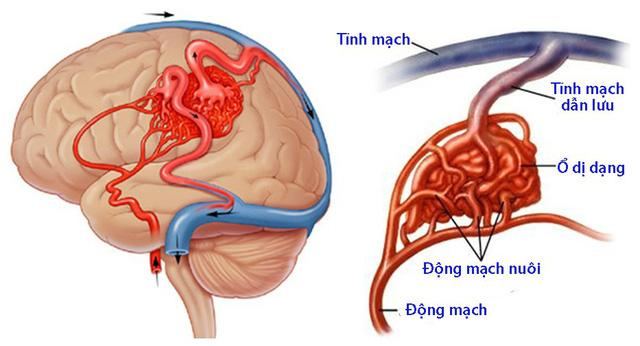 Tĩnh mạch
Tĩnh mạch
dẫn lưu
Ổ dị dạng
Động mạch nuôi
Động mạch